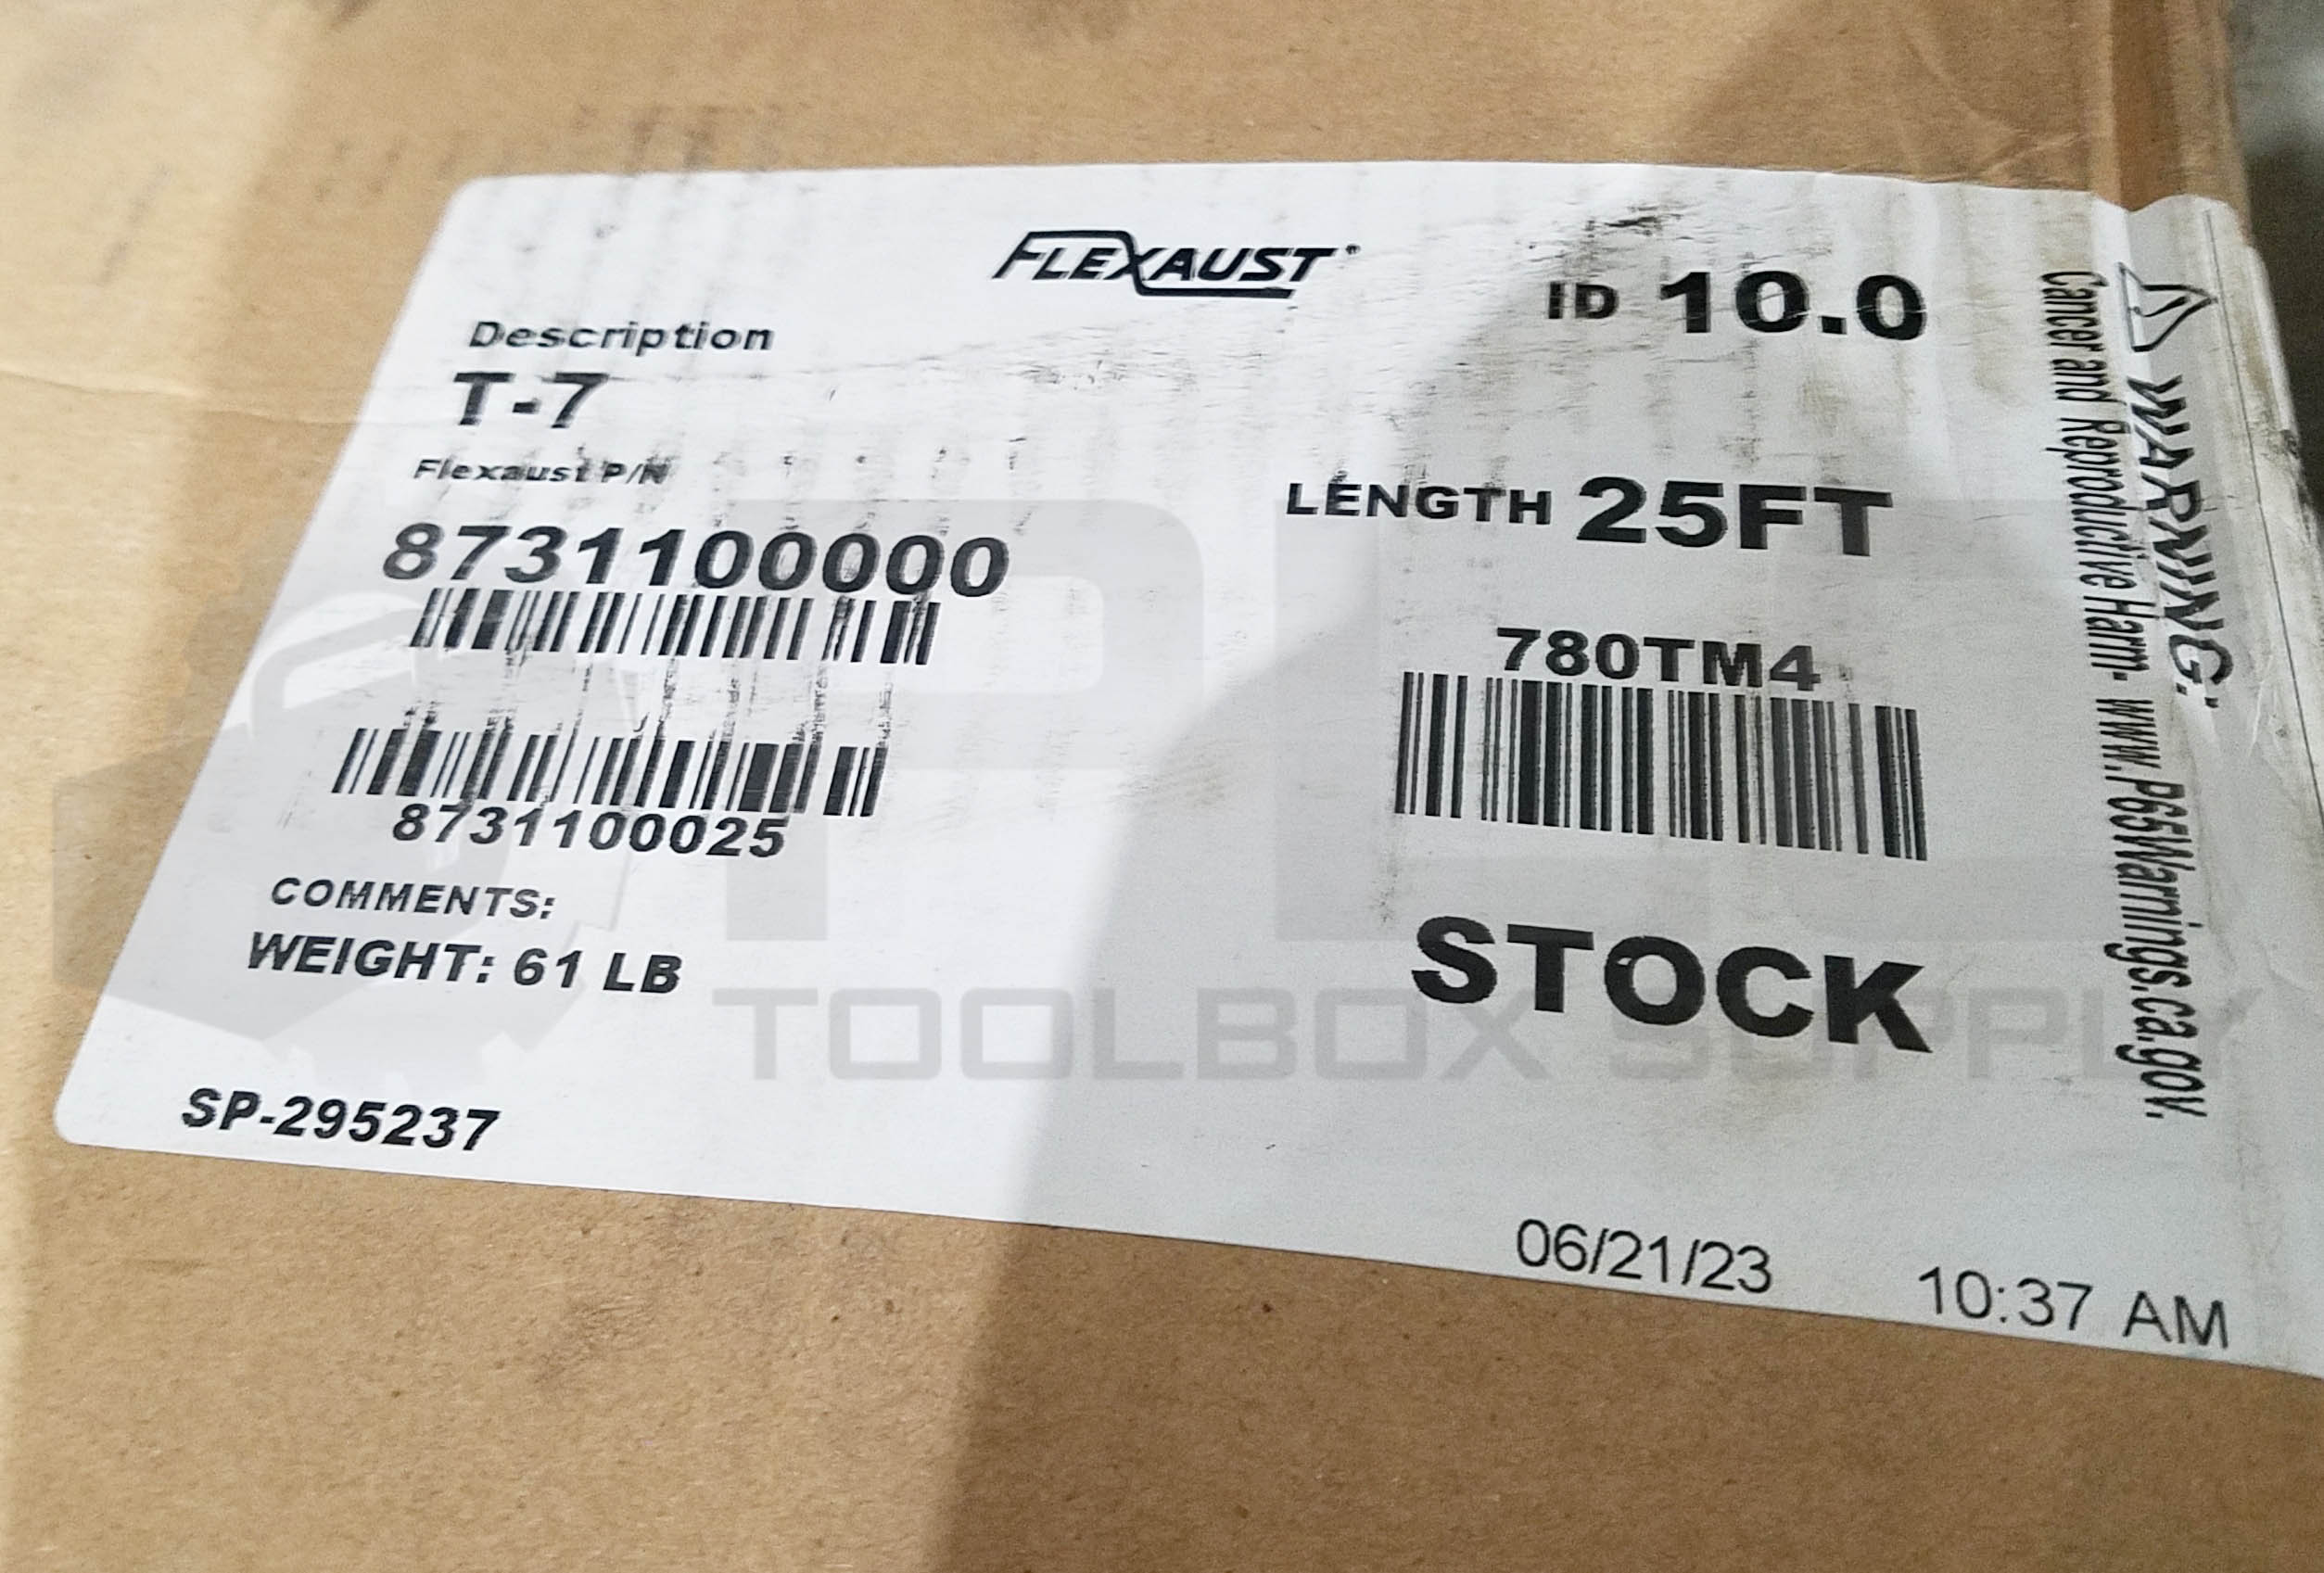 FLEXAUST
ID 10.0
Description
T-7
Flexaust P/N
8731100000
LENGTH 25FT
780TM4
8731100025
COMMENTS:
WEIGHT: 61 LB
STOCK
SP-295237
06/21/23 10:37 AM
WARNING:
Cancer and Reproductive Harm- www.P65Warnings.ca.gov.
PLC
TOOLBOX SUPPLY